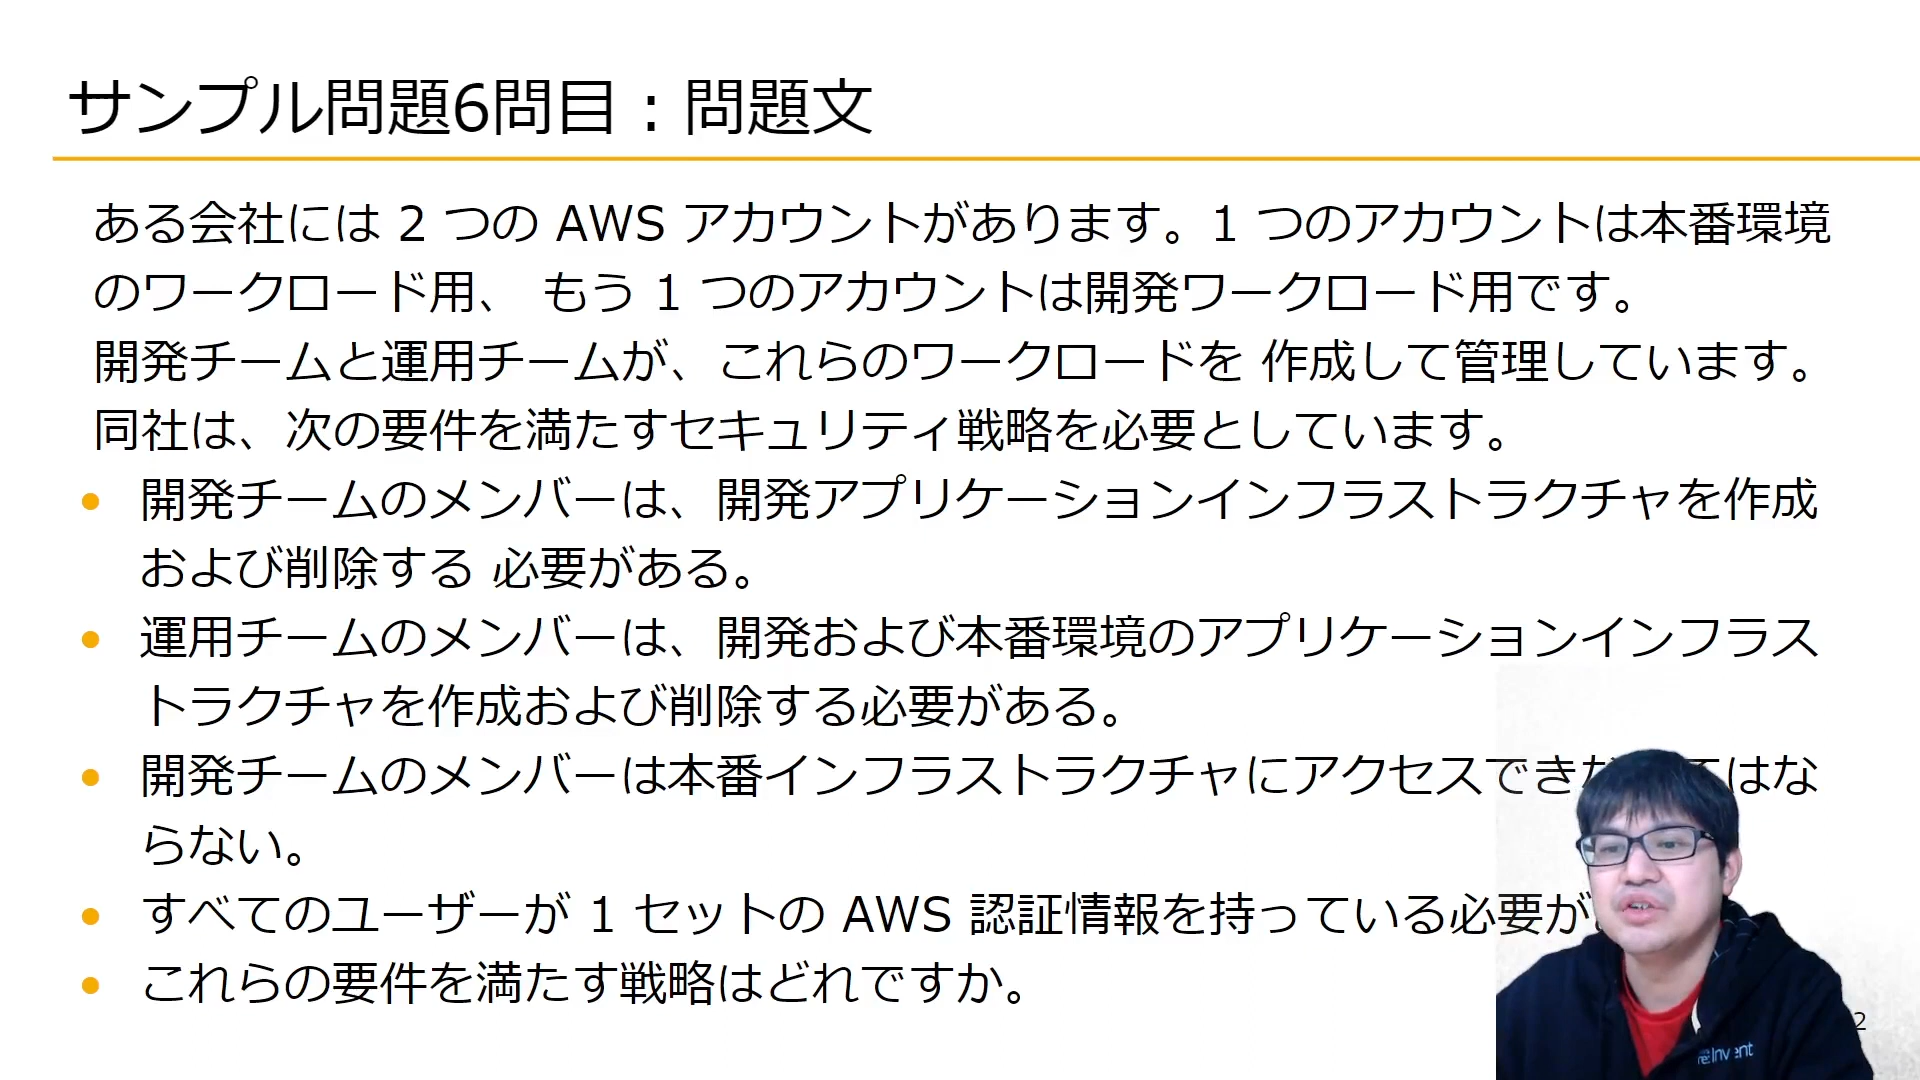 サンプル問題6問目：問題文
ある会社には 2 つの AWS アカウントがあります。1 つのアカウントは本番環境
のワークロード用、 もう 1 つのアカウントは開発ワークロード用です。
開発チームと運用チームが、これらのワークロードを 作成して管理しています。
同社は、次の要件を満たすセキュリティ戦略を必要としています。
• 開発チームのメンバーは、開発アプリケーションインフラストラクチャを作成
および削除する 必要がある。
• 運用チームのメンバーは、開発および本番環境のアプリケーションインフラス
トラクチャを作成および削除する必要がある。
• 開発チームのメンバーは本番インフラストラクチャにアクセスでき てはな
らない。
• すべてのユーザーが 1 セットの AWS 認証情報を持っている必要が
• これらの要件を満たす戦略はどれですか。
2
re:Invent